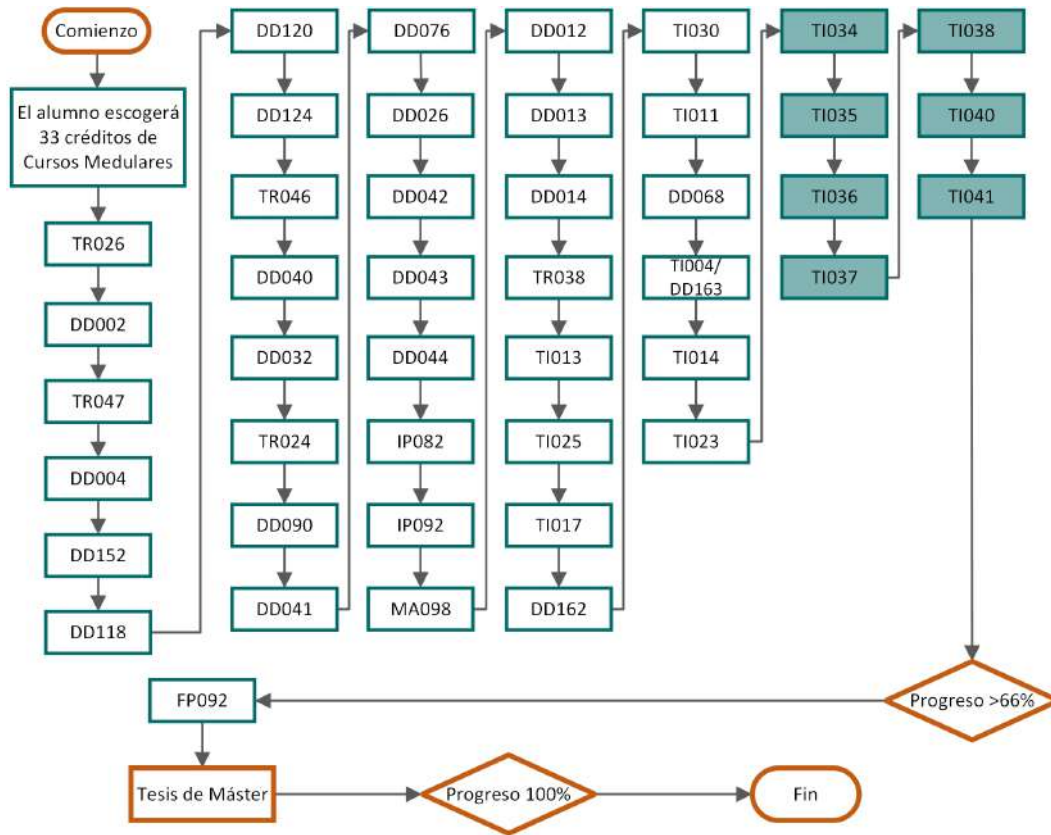 Comienzo
El alumno escogerá
33 créditos de
Cursos Medulares
TR026
DD002
TR047
DD004
DD152
DD118
DD120
DD124
TR046
DD040
DD032
TR024
DD090
DD041
DD076
DD026
DD042
DD043
DD044
IP082
IP092
MA098
DD012
DD013
DD014
TR038
TI013
TI025
TI017
DD162
TI030
TI011
DD068
TI004/
DD163
TI014
TI023
TI034
TI035
TI036
TI037
TI038
TI040
TI041
Progreso >66%
FP092
Tesis de Máster
Progreso 100%
Fin